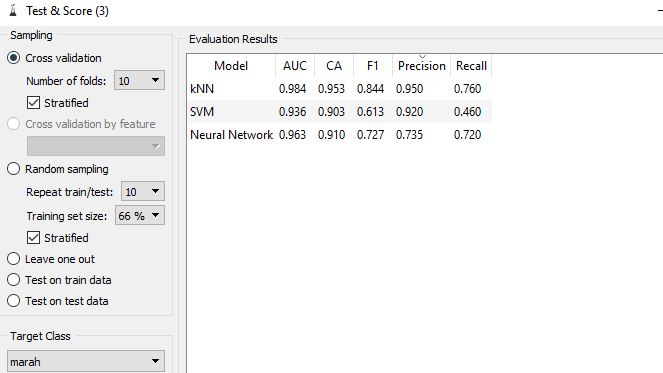 Test & Score (3)
Sampling
Cross validation
Number of folds: 10
Stratified
Cross validation by feature
Random sampling
Repeat train/test: 10
Training set size: 66 %
Stratified
Leave one out
Test on train data
Test on test data
Target Class
marah
Evaluation Results
Model AUC CA F1 Precision Recall
kNN 0.984 0.953 0.844 0.950 0.760
SVM 0.936 0.903 0.613 0.920 0.460
Neural Network 0.963 0.910 0.727 0.735 0.720